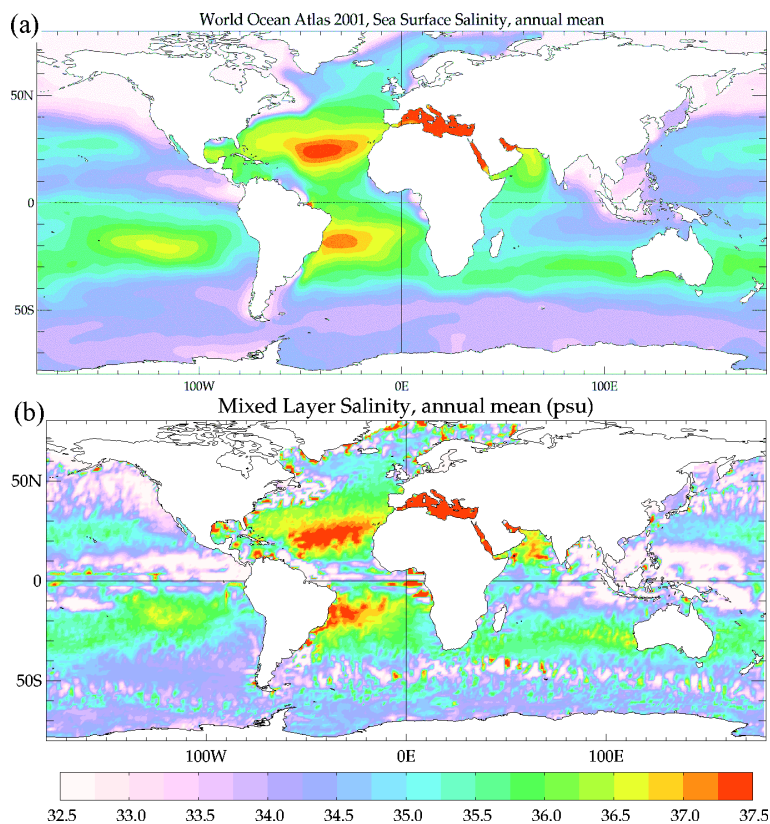 (a)
World Ocean Atlas 2001, Sea Surface Salinity, annual mean
50N
0
50S
100W 0E 100E
(b)
Mixed Layer Salinity, annual mean (psu)
50N
0
50S
100W 0E 100E
32.5 33.0 33.5 34.0 34.5 35.0 35.5 36.0 36.5 37.0 37.5